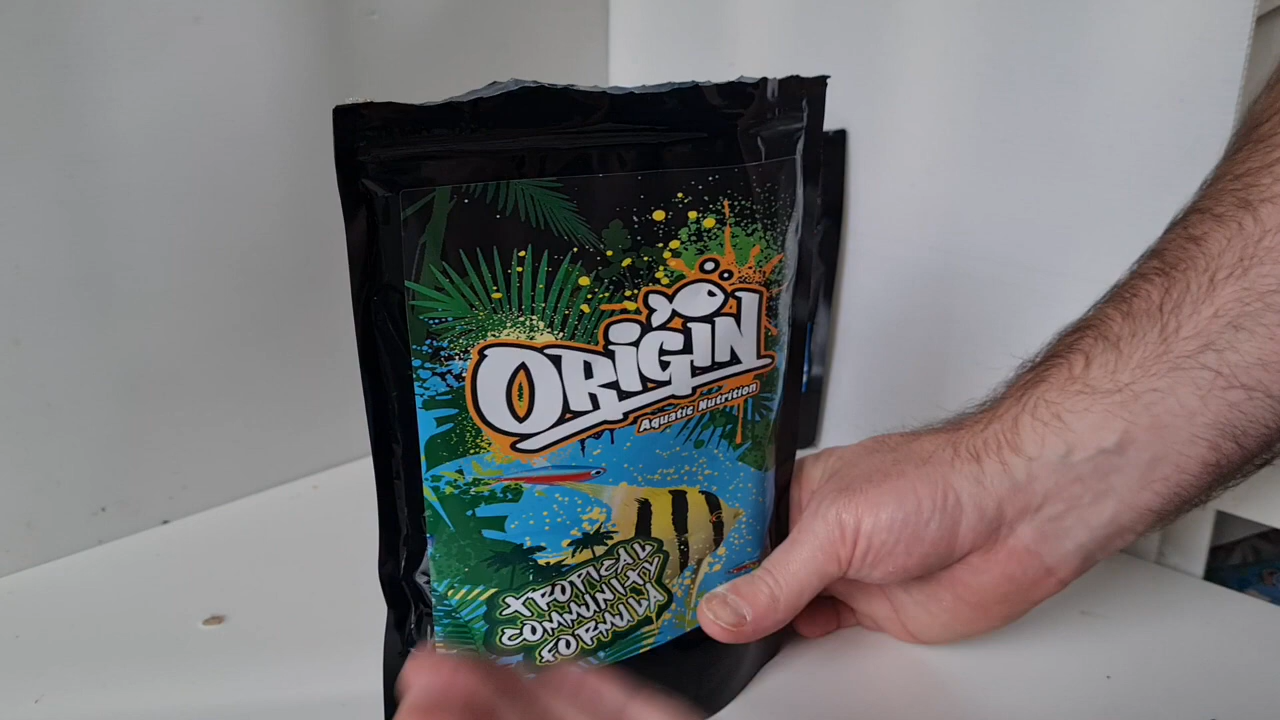 ORIGIN
Aquatic Nutrition
TROPICAL
COMMUNITY
FORMULA